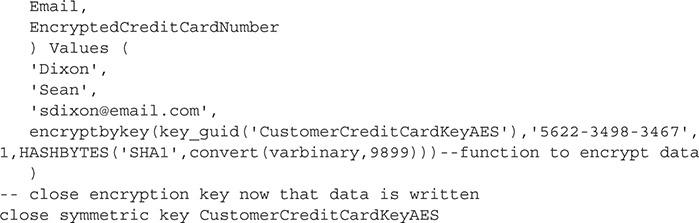 Email,
EncryptedCreditCardNumber
) Values (
'Dixon',
'Sean',
'sdixon@email.com',
encryptbykey(key_guid('CustomerCreditCardKeyAES'),'5622-3498-3467',
1,HASHBYTES('SHA1',convert(varbinary,9899)))--function to encrypt data
)
-- close encryption key now that data is written
close symmetric key CustomerCreditCardKeyAES